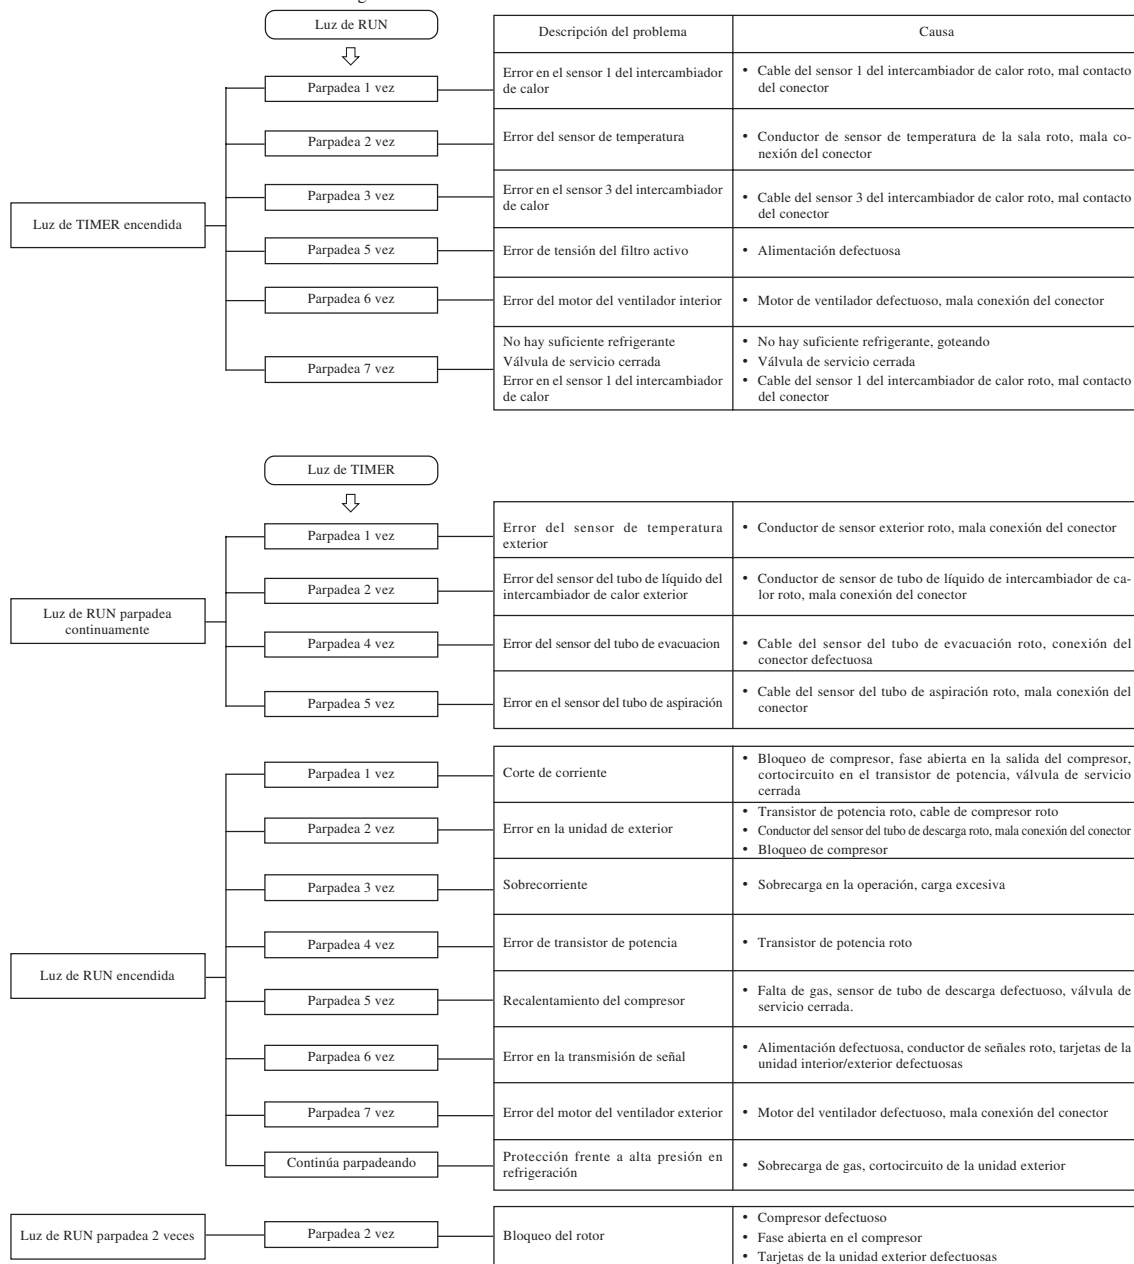 Luz de RUN
Descripción del problema
Causa
Luz de TIMER encendida
Parpadea 1 vez
Error en el sensor 1 del intercambiador
de calor
• Cable del sensor 1 del intercambiador de calor roto, mal contacto
del conector
Parpadea 2 vez
Error del sensor de temperatura
• Conductor de sensor de temperatura de la sala roto, mala co-
nexión del conector
Parpadea 3 vez
Error en el sensor 3 del intercambiador
de calor
• Cable del sensor 3 del intercambiador de calor roto, mal contacto
del conector
Parpadea 5 vez
Error de tensión del filtro activo
• Alimentación defectuosa
Parpadea 6 vez
Error del motor del ventilador interior
• Motor de ventilador defectuoso, mala conexión del conector
Parpadea 7 vez
No hay suficiente refrigerante
Válvula de servicio cerrada
Error en el sensor 1 del intercambiador
de calor
• No hay suficiente refrigerante, goteando
• Válvula de servicio cerrada
• Cable del sensor 1 del intercambiador de calor roto, mal contacto
del conector
Luz de TIMER
Luz de RUN parpadea
continuamente
Parpadea 1 vez
Error del sensor de temperatura
exterior
• Conductor de sensor exterior roto, mala conexión del conector
Parpadea 2 vez
Error del sensor del tubo de líquido del
intercambiador de calor exterior
• Conductor de sensor de tubo de líquido de intercambiador de ca-
lor roto, mala conexión del conector
Parpadea 4 vez
Error del sensor del tubo de evacuacion
• Cable del sensor del tubo de evacuación roto, conexión del
conector defectuosa
Parpadea 5 vez
Error en el sensor del tubo de aspiración
• Cable del sensor del tubo de aspiración roto, mala conexión del
conector
Luz de RUN encendida
Parpadea 1 vez
Corte de corriente
• Bloqueo de compresor, fase abierta en la salida del compresor,
cortocircuito en el transistor de potencia, válvula de servicio
cerrada
Parpadea 2 vez
Error en la unidad de exterior
• Transistor de potencia roto, cable de compresor roto
• Conductor del sensor del tubo de descarga roto, mala conexión del conector
• Bloqueo de compresor
Parpadea 3 vez
Sobrecorriente
• Sobrecarga en la operación, carga excesiva
Parpadea 4 vez
Error de transistor de potencia
• Transistor de potencia roto
Parpadea 5 vez
Recalentamiento del compresor
• Falta de gas, sensor de tubo de descarga defectuoso, válvula de
servicio cerrada.
Parpadea 6 vez
Error en la transmisión de señal
• Alimentación defectuosa, conductor de señales roto, tarjetas de la
unidad interior/exterior defectuosas
Parpadea 7 vez
Error del motor del ventilador exterior
• Motor del ventilador defectuoso, mala conexión del conector
Continúa parpadeando
Protección frente a alta presión en
refrigeración
• Sobrecarga de gas, cortocircuito de la unidad exterior
Luz de RUN parpadea 2 veces
Parpadea 2 vez
Bloqueo del rotor
• Compresor defectuoso
• Fase abierta en el compresor
• Tarjetas de la unidad exterior defectuosas